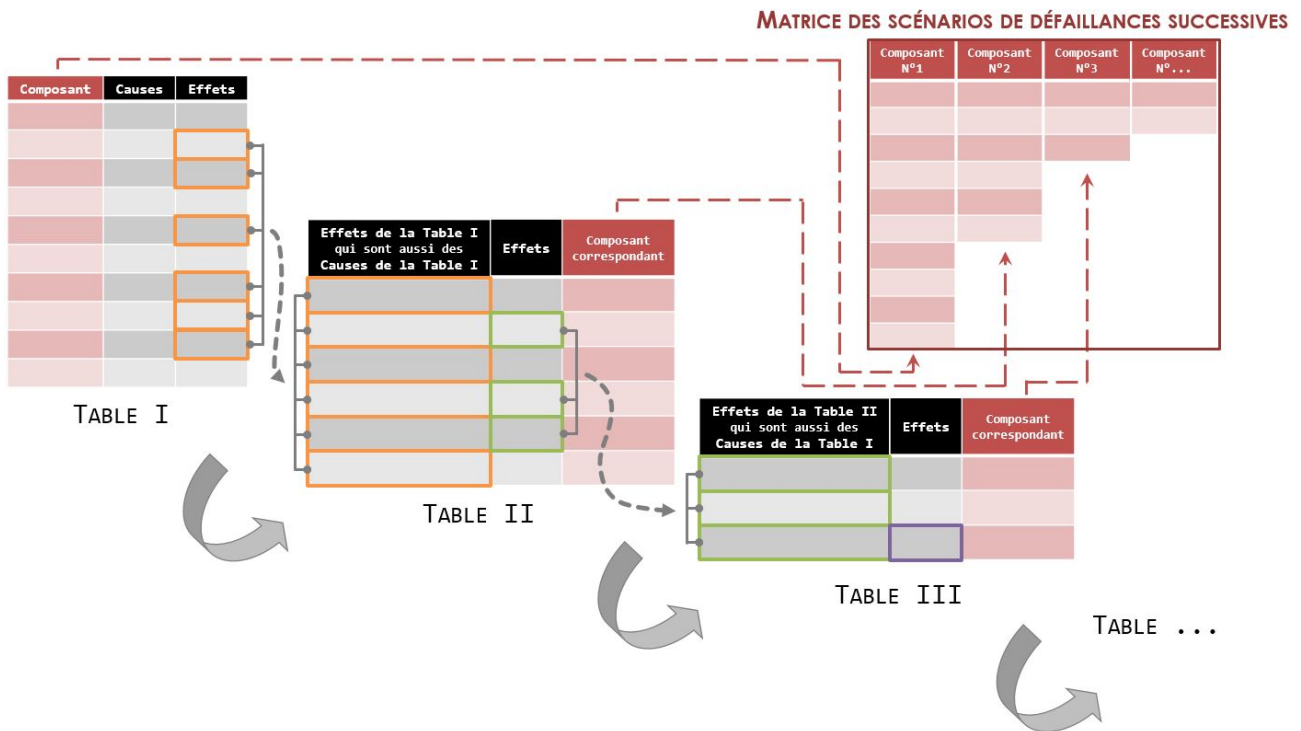 MATRICE DES SCÉNARIOS DE DÉFAILLANCES SUCCESSIVES
Composant N°1
Composant N°2
Composant N°3
Composant N°...
Composant Causes Effets
TABLE I
Effets de la Table I
qui sont aussi des
Causes de la Table I
Effets
Composant
correspondant
TABLE II
Effets de la Table II
qui sont aussi des
Causes de la Table I
Effets
Composant
correspondant
TABLE III
TABLE ...